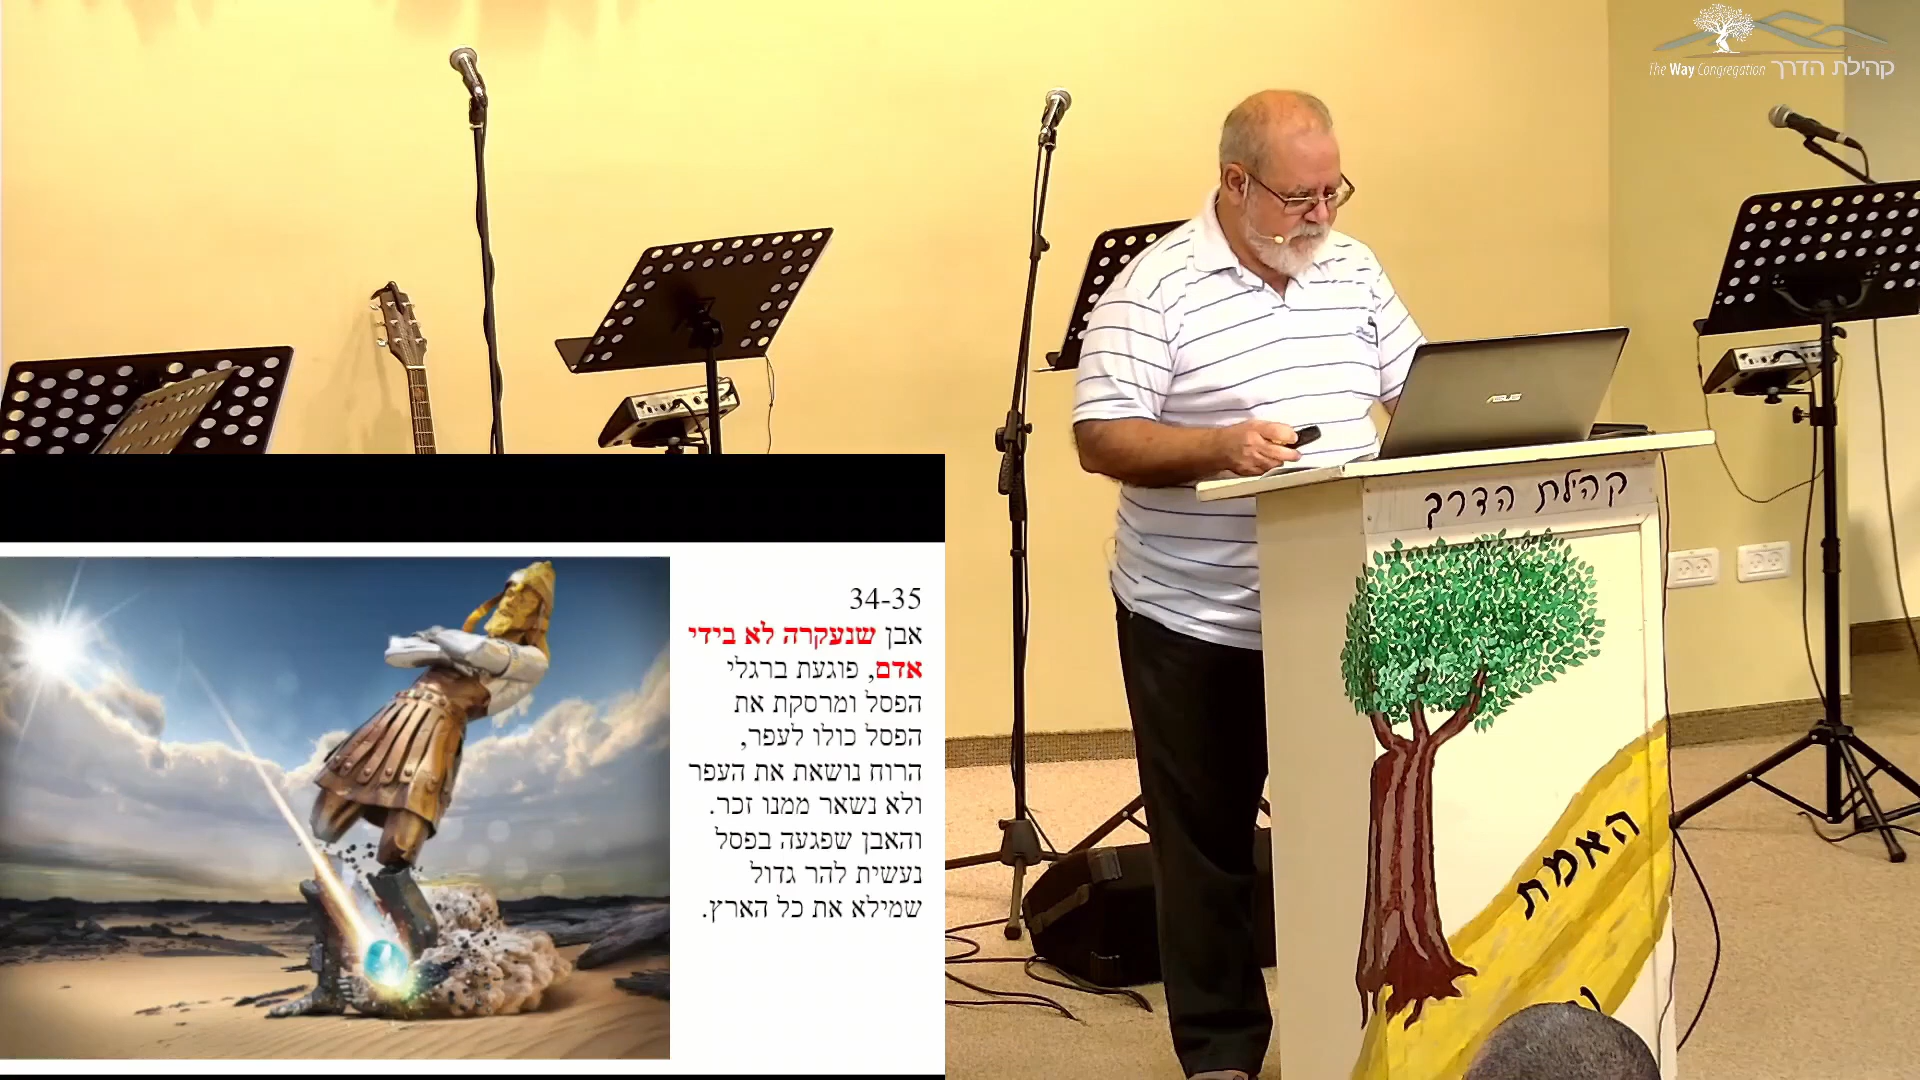 The Way Congregation קהילת הדרך
ASUS
קהילת הדרך
האמת
34-35
אבן שנעקרה לא בידי
אדם, פוגעת ברגלי
הפסל ומרסקת את
הפסל כולו לעפר,
הרוח נושאת את העפר
ולא נשאר ממנו זכר.
והאבן שפגעה בפסל
נעשית להר גדול
שמילא את כל הארץ.